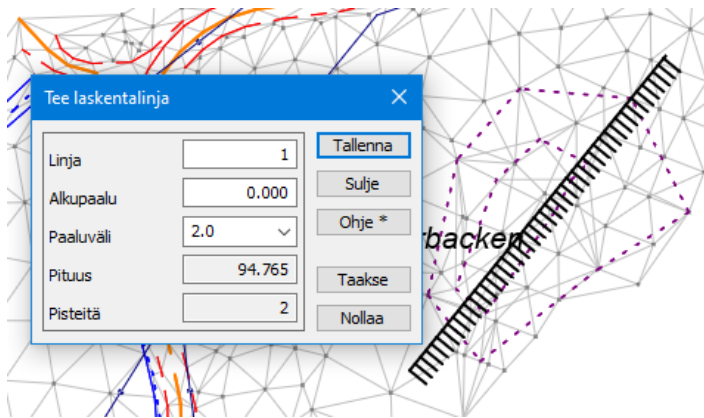 Tee laskentalinja
Linja 1 Tallenna
Alkupaalu 0.000 Sulje
Paaluväli 2.0 Ohje *
Pituus 94.765 Taakse
Pisteitä 2 Nollaa
rbacken